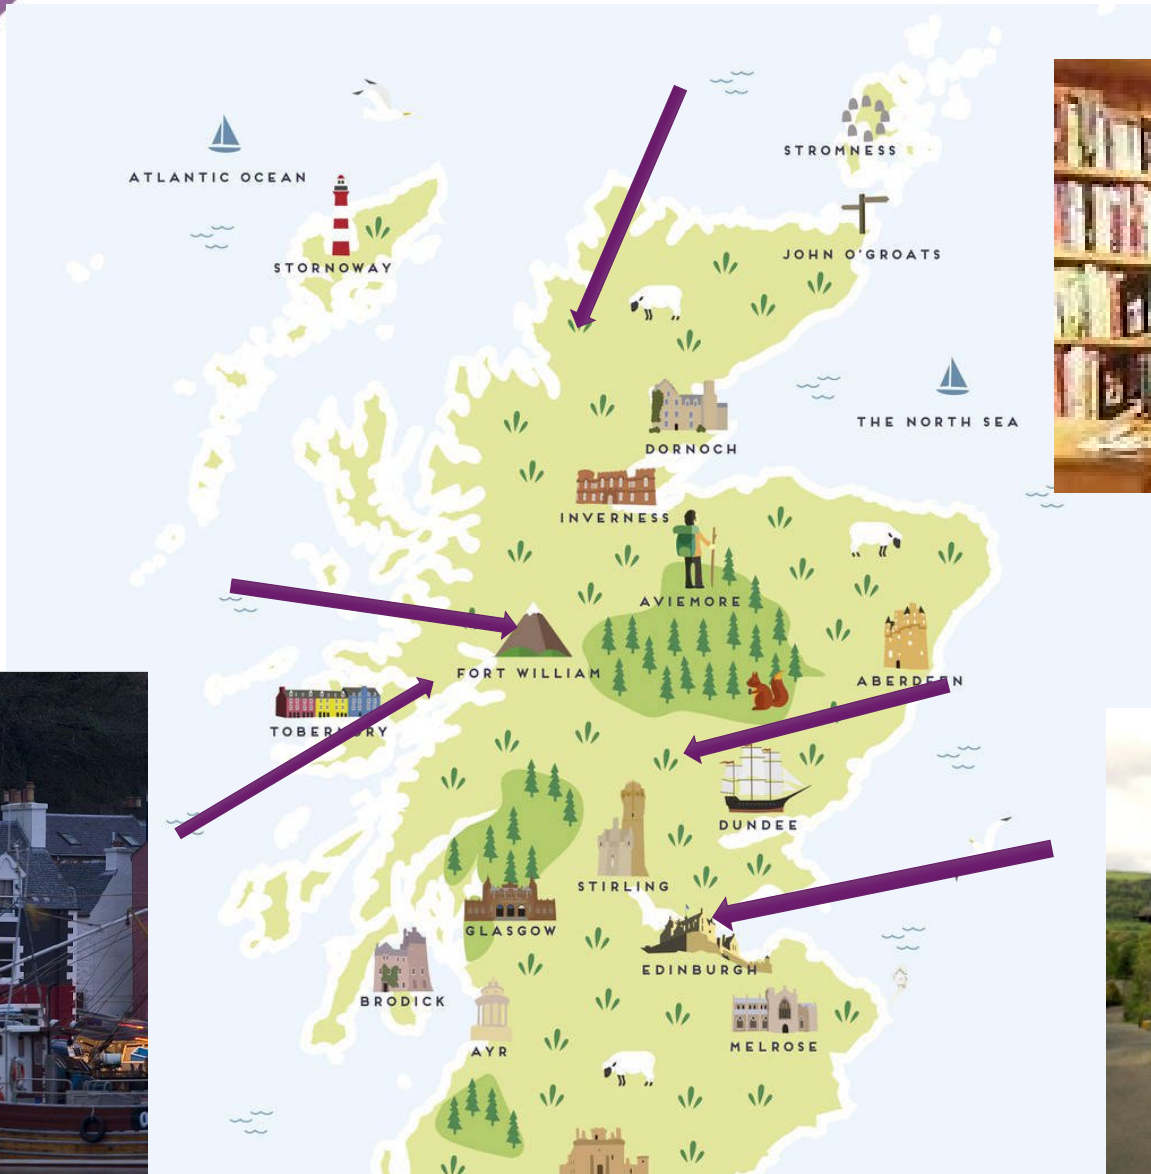 STROMNESS
ATLANTIC OCEAN
JOHN O'GROATS
STORNOWAY
THE NORTH SEA
DORNOCH
INVERNESS
AVIEMORE
FORT WILLIAM
ABERDEEN
TOBERMORY
DUNDEE
STIRLING
GLASGOW
EDINBURGH
BRODICK
MELROSE
AYR